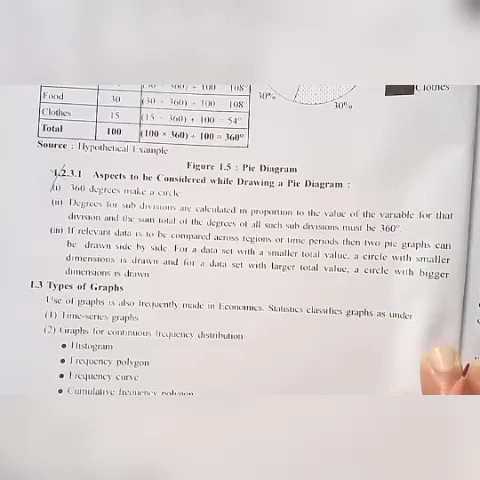 Clothes
Food 30 (30 × 360) ÷ 100 = 108°
30%
30%
Clothes 15 (15 × 360) ÷ 100 = 54°
Total 100 (100 × 360) ÷ 100 = 360°
Source : Hypothetical Example
Figure 1.5 : Pie Diagram
1.2.3.1 Aspects to be Considered while Drawing a Pie Diagram :
(i) 360 degrees make a circle
(ii) Degrees for sub divisions are calculated in proportion to the value of the variable for that
division and the sum total of the degrees of all such sub divisions must be 360°.
(iii) If relevant data is to be compared across regions or time periods then two pie graphs can
be drawn side by side For a data set with a smaller total value, a circle with smaller
dimensions is drawn and for a data set with larger total value, a circle with bigger
dimensions is drawn
1.3 Types of Graphs
Use of graphs is also frequently made in Economics. Statistics classifies graphs as under
(1) Time-series graphs
(2) Graphs for continuous frequency distribution
● Histogram
● Frequency polygon
● Frequency curve
● Cumulative frequency polygon